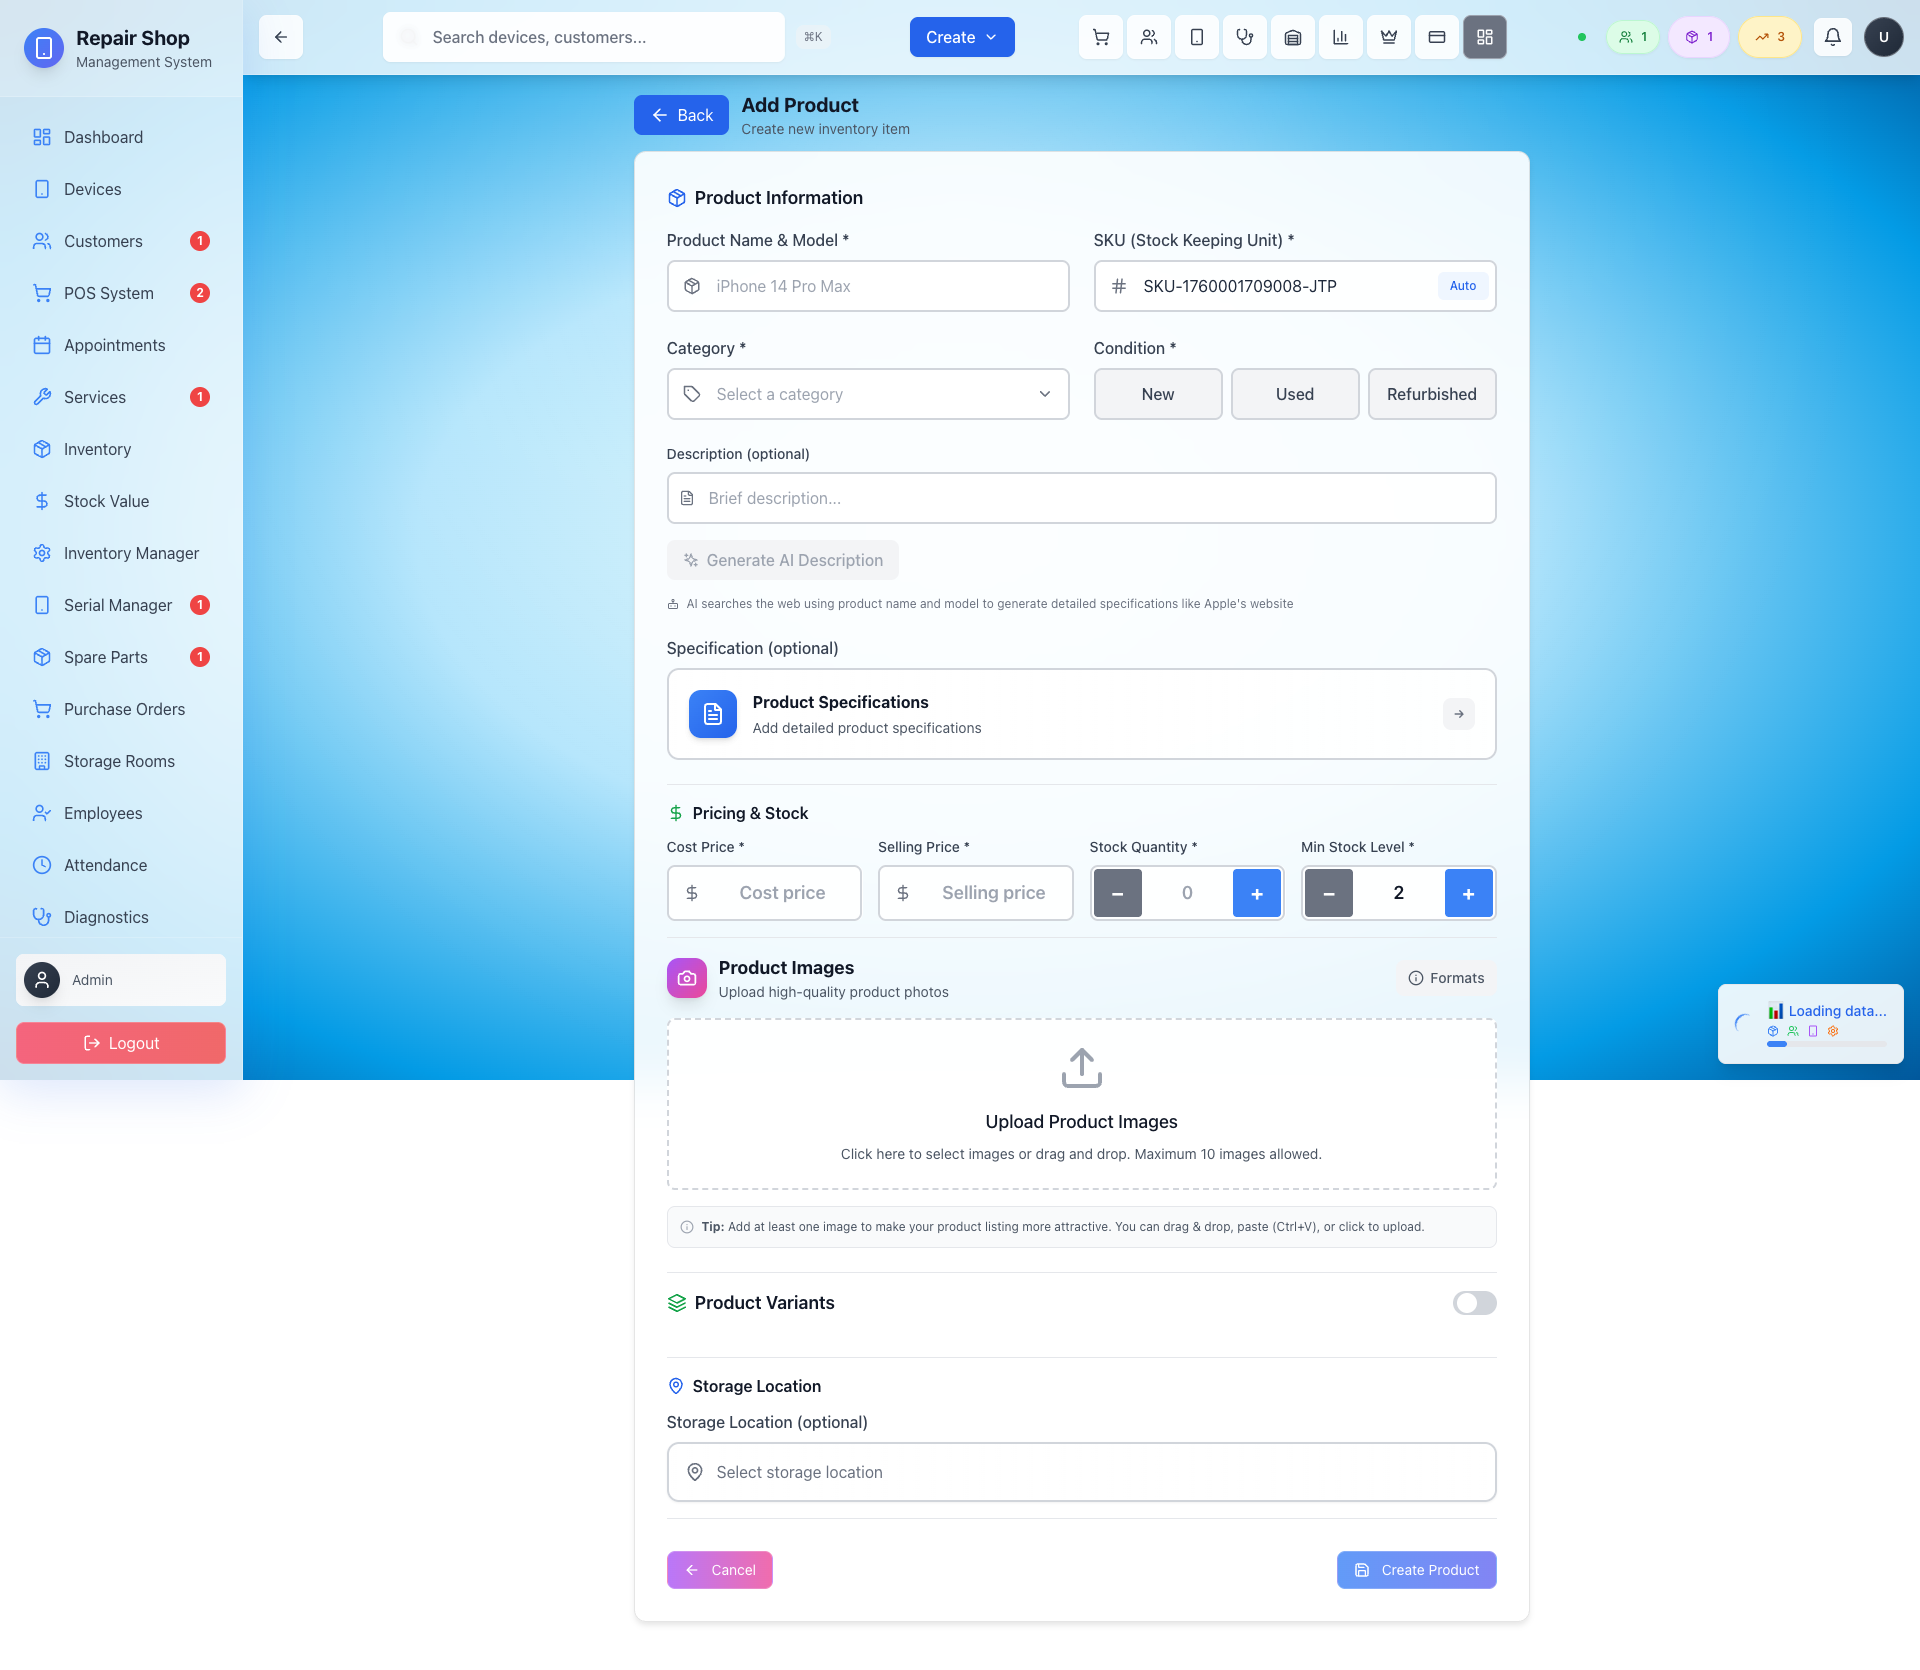 Repair Shop
Management System
Dashboard
Devices
Customers 1
POS System 2
Appointments
Services 1
Inventory
Stock Value
Inventory Manager
Serial Manager 1
Spare Parts 1
Purchase Orders
Storage Rooms
Employees
Attendance
Diagnostics
Admin
Logout
Search devices, customers... ⌘K
Create
1 1 3 U
Back
Add Product
Create new inventory item
Product Information
Product Name & Model *
iPhone 14 Pro Max
SKU (Stock Keeping Unit) *
SKU-1760001709008-JTP Auto
Category *
Select a category
Condition *
New Used Refurbished
Description (optional)
Brief description...
Generate AI Description
AI searches the web using product name and model to generate detailed specifications like Apple's website
Specification (optional)
Product Specifications
Add detailed product specifications
Pricing & Stock
Cost Price * Selling Price * Stock Quantity * Min Stock Level *
$ Cost price $ Selling price − 0 + − 2 +
Product Images
Upload high-quality product photos
Formats
Upload Product Images
Click here to select images or drag and drop. Maximum 10 images allowed.
Tip: Add at least one image to make your product listing more attractive. You can drag & drop, paste (Ctrl+V), or click to upload.
Product Variants
Storage Location
Storage Location (optional)
Select storage location
Cancel Create Product
Loading data...